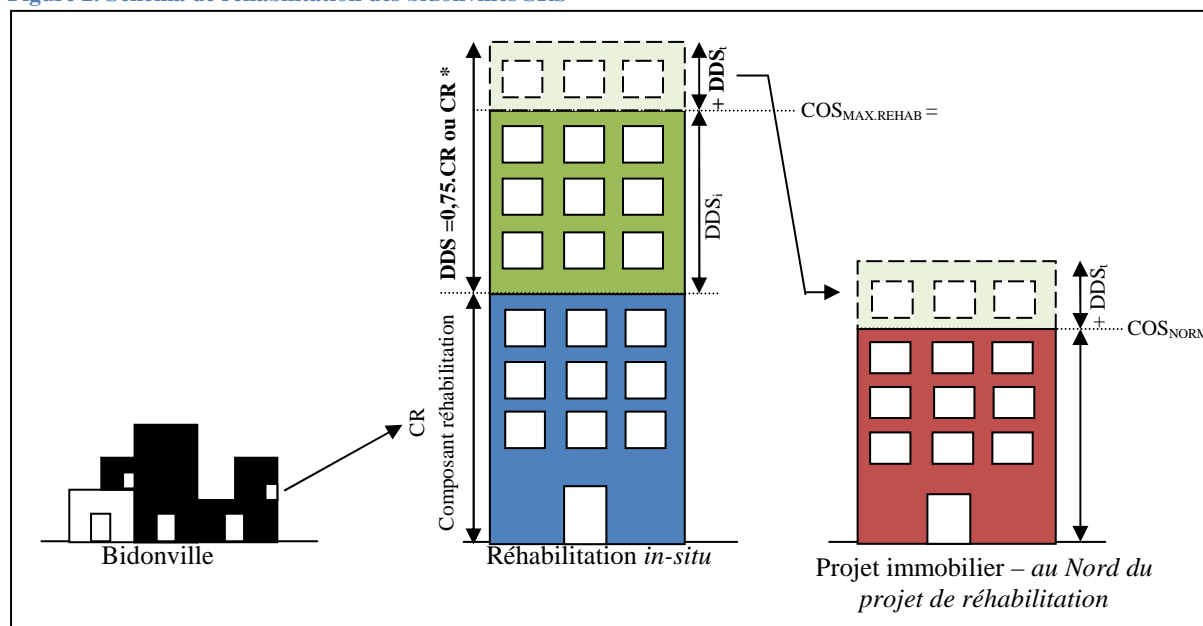 DDS =0,75.CR ou CR *
+ DDSt
COSMAX.REHAB =
DDSi
+ DDSt
COSNORM
Composant réhabilitation
CR
Bidonville
Réhabilitation in-situ
Projet immobilier – au Nord du
projet de réhabilitation